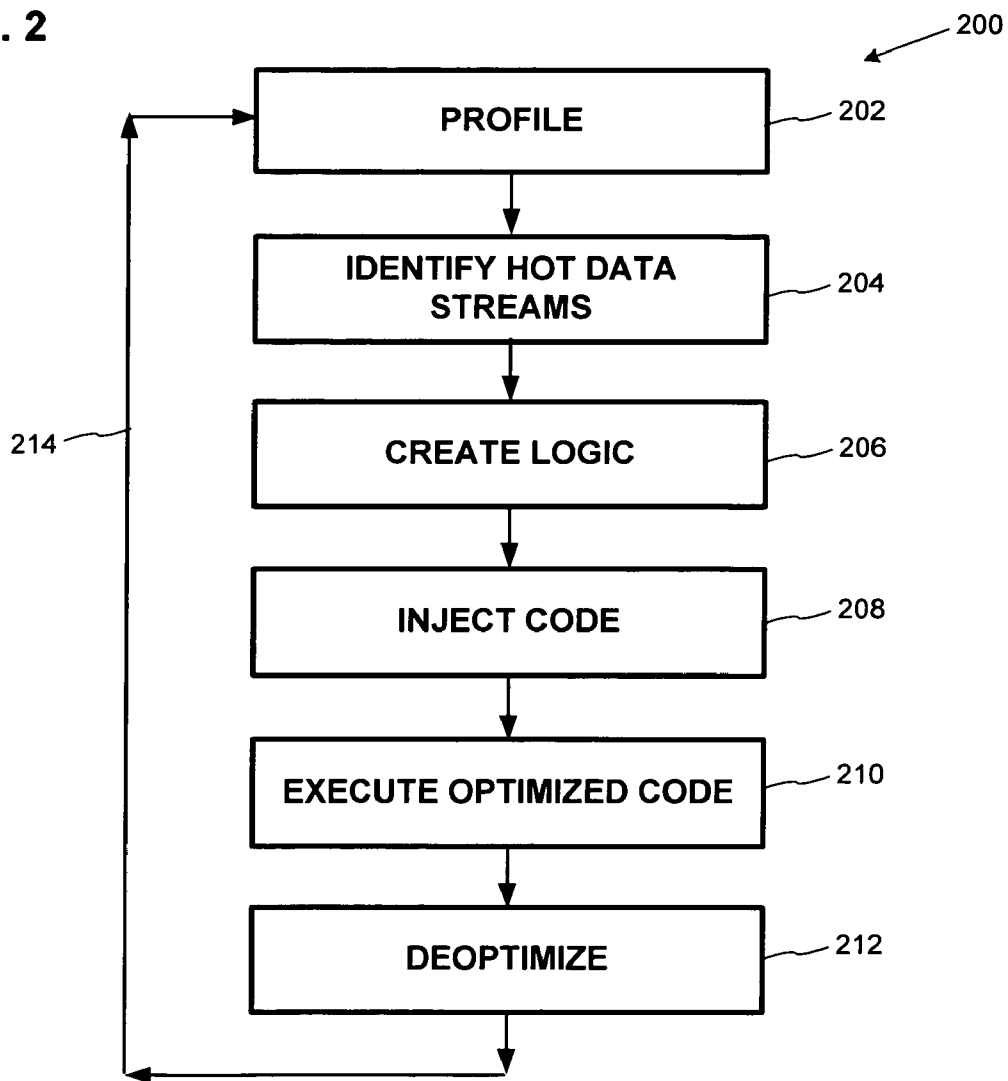 . 2
200
PROFILE
202
IDENTIFY HOT DATA
STREAMS
204
CREATE LOGIC
206
214
INJECT CODE
208
EXECUTE OPTIMIZED CODE
210
DEOPTIMIZE
212